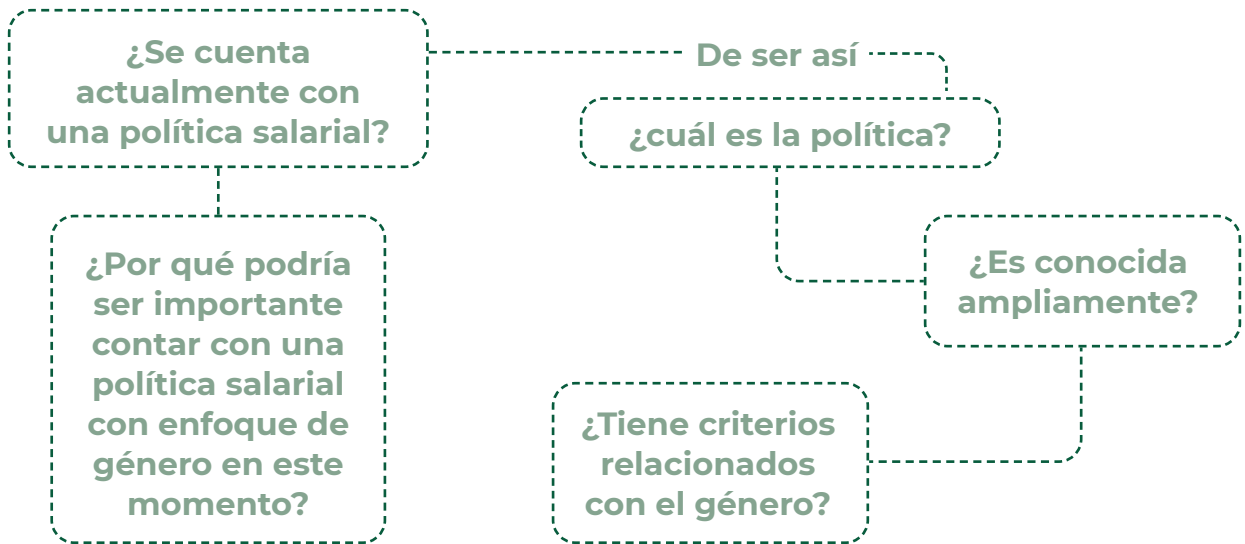 ¿Se cuenta
actualmente con
una política salarial?
De ser así
¿cuál es la política?
¿Es conocida
ampliamente?
¿Tiene criterios
relacionados
con el género?
¿Por qué podría
ser importante
contar con una
política salarial
con enfoque de
género en este
momento?